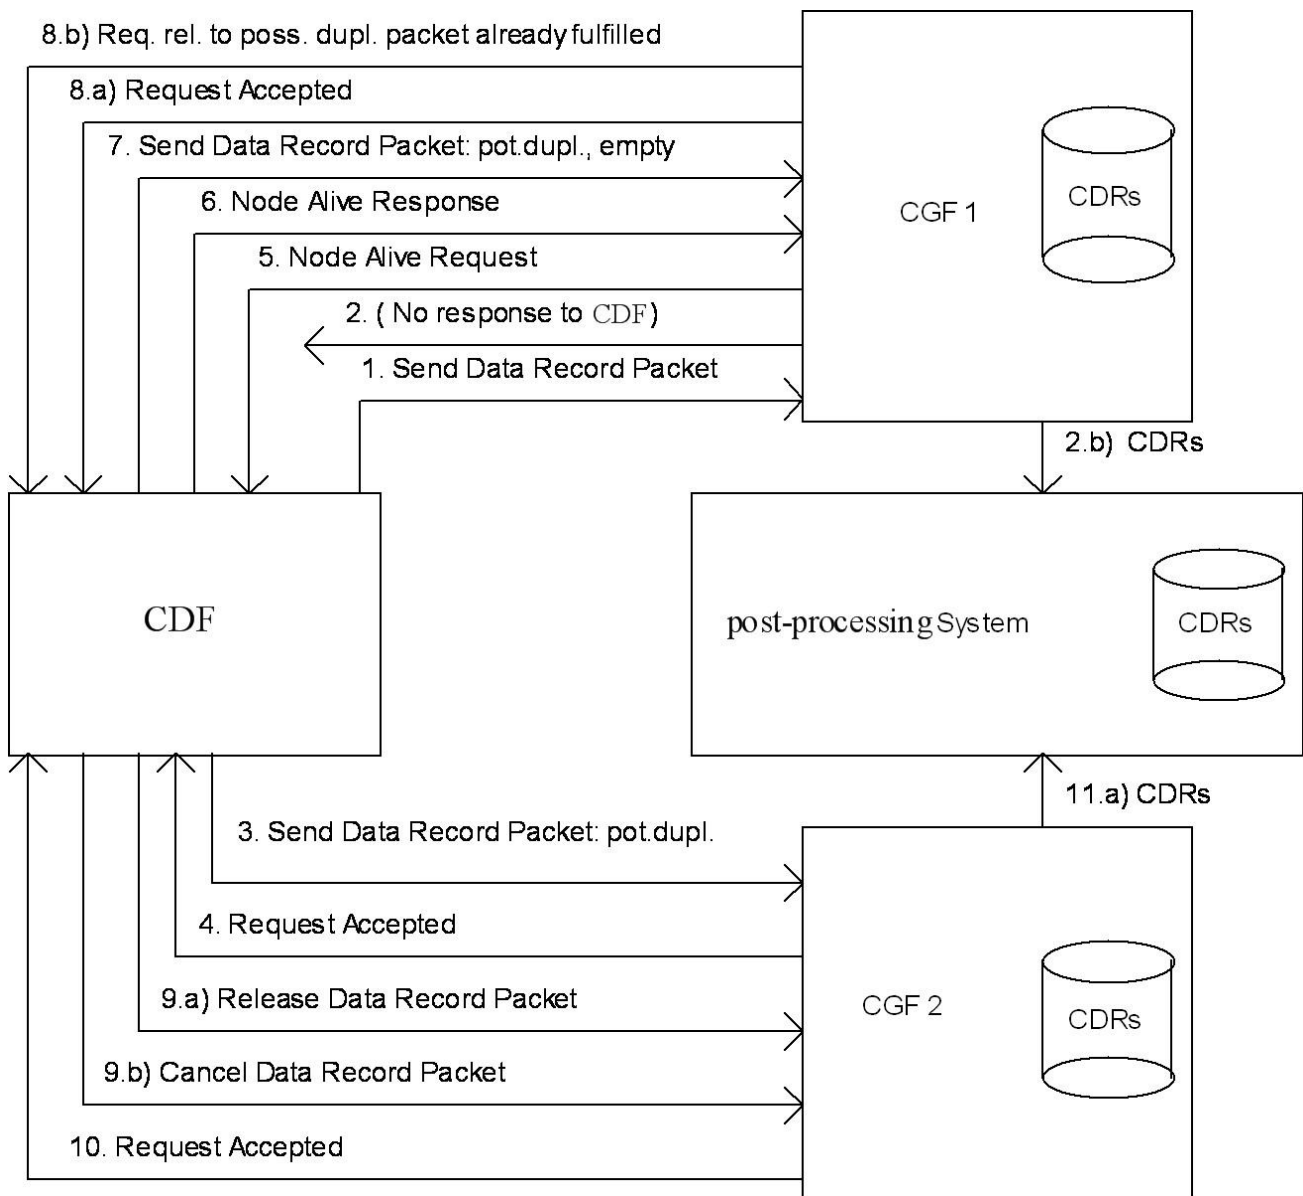 8.b) Req. rel. to poss. dupl. packet already fulfilled
8.a) Request Accepted
7. Send Data Record Packet: pot.dupl., empty
6. Node Alive Response
5. Node Alive Request
2. ( No response to CDF)
1. Send Data Record Packet
CGF 1
CDRs
2.b) CDRs
CDF
post-processing System
CDRs
11.a) CDRs
3. Send Data Record Packet: pot.dupl.
4. Request Accepted
9.a) Release Data Record Packet
9.b) Cancel Data Record Packet
10. Request Accepted
CGF 2
CDRs